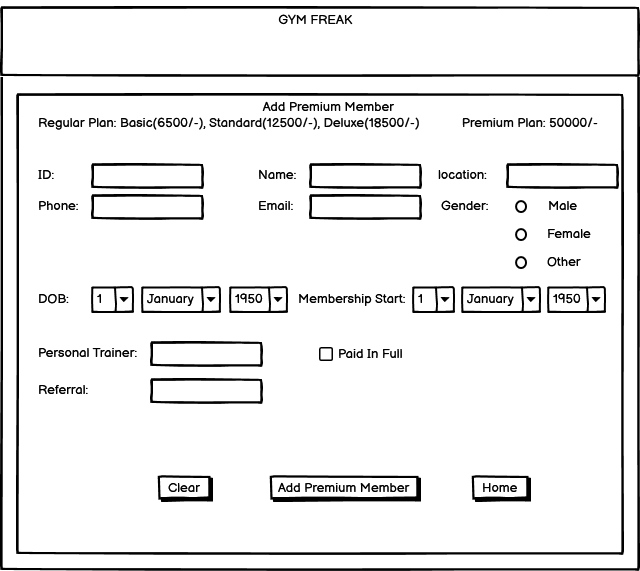 GYM FREAK
Add Premium Member
Regular Plan: Basic(6500/-), Standard(12500/-), Deluxe(18500/-) Premium Plan: 50000/-
ID: Name: location:
Phone: Email: Gender: Male
Female
Other
DOB: 1 January 1950 Membership Start: 1 January 1950
Personal Trainer: Paid In Full
Referral:
Clear Add Premium Member Home